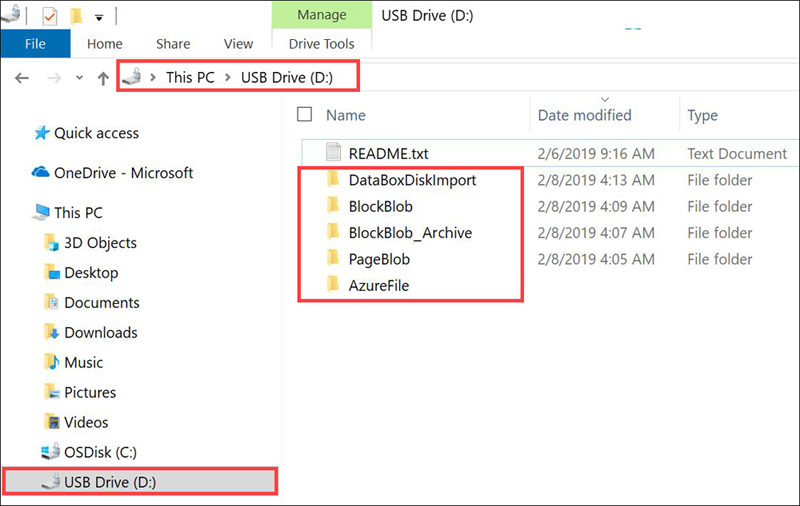 Manage
USB Drive (D:)
File
Home
Share
View
Drive Tools
This PC
USB Drive (D:)
Name
Date modified
Type
Quick access
OneDrive - Microsoft
This PC
3D Objects
Desktop
Documents
Downloads
Music
Pictures
Videos
OSDisk (C:)
USB Drive (D:)
README.txt 2/6/2019 9:16 AM Text Document
DataBoxDiskImport 2/8/2019 4:13 AM File folder
BlockBlob 2/8/2019 4:09 AM File folder
BlockBlob_Archive 2/8/2019 4:07 AM File folder
PageBlob 2/8/2019 4:05 AM File folder
AzureFile